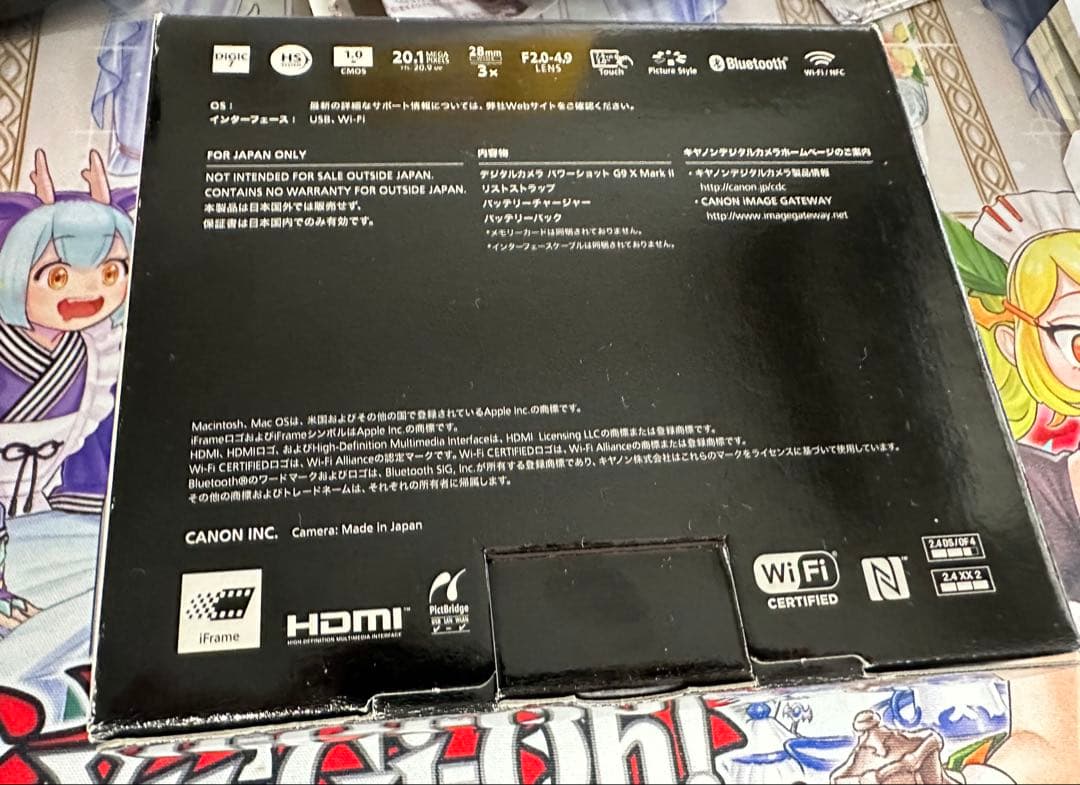 DIGIC 7
HS
1.0 CMOS
20.1 MEGA PIXELS
28mm 3x
F2.0-4.9 LENS
Touch
Picture Style
Bluetooth®
Wi-Fi/NFC
OS： 最新の詳細なサポート情報については、弊社Webサイトをご確認ください。
インターフェース： USB、Wi-Fi
FOR JAPAN ONLY
NOT INTENDED FOR SALE OUTSIDE JAPAN.
CONTAINS NO WARRANTY FOR OUTSIDE JAPAN.
本製品は日本国外では販売せず、
保証書は日本国内でのみ有効です。
内容物
デジタルカメラ パワーショット G9 X Mark II
リストストラップ
バッテリーチャージャー
バッテリーパック
*メモリーカードは同梱されておりません。
*インターフェースケーブルは同梱されておりません。
キヤノンデジタルカメラホームページのご案内
・キヤノンデジタルカメラ製品情報
http://canon.jp/cdc
・CANON iMAGE GATEWAY
http://www.imagegateway.net
Macintosh、Mac OSは、米国およびその他の国で登録されているApple Inc.の商標です。
iFrameロゴおよびiFrameシンボルはApple Inc.の商標です。
HDMI、HDMIロゴ、およびHigh-Definition Multimedia Interfaceは、HDMI Licensing LLCの商標または登録商標です。
Wi-Fi CERTIFIEDロゴは、Wi-Fi Allianceの認定マークです。Wi-Fi CERTIFIEDロゴは、Wi-Fi Allianceの商標または登録商標です。
Bluetooth®のワードマークおよびロゴは、Bluetooth SIG, Inc.が所有する登録商標であり、キヤノン株式会社はこれらのマークをライセンスに基づいて使用しています。
その他の商標およびトレードネームは、それぞれの所有者に帰属します。
CANON INC. Camera: Made in Japan
iFrame
HDMI™
HIGH-DEFINITION MULTIMEDIA INTERFACE
PictBridge
USB LAN WLAN
Wi Fi®
CERTIFIED
2.4 DS/OF 4
2.4 XX 2